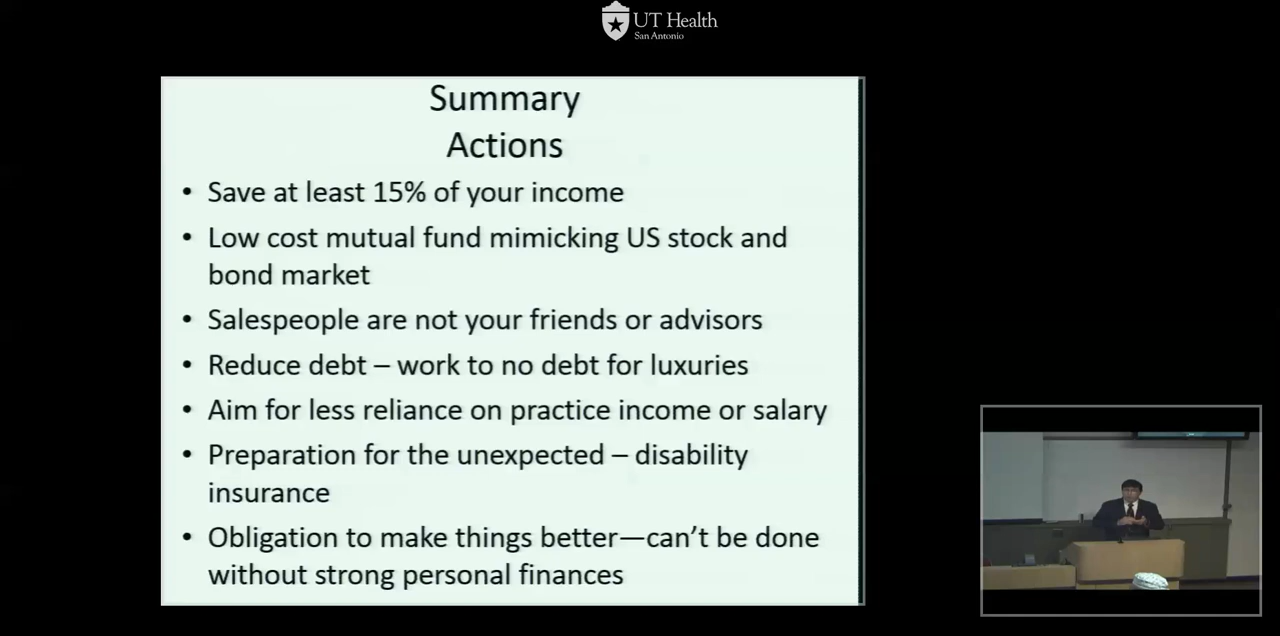 UT Health
San Antonio
Summary
Actions
• Save at least 15% of your income
• Low cost mutual fund mimicking US stock and
bond market
• Salespeople are not your friends or advisors
• Reduce debt – work to no debt for luxuries
• Aim for less reliance on practice income or salary
• Preparation for the unexpected – disability
insurance
• Obligation to make things better—can't be done
without strong personal finances